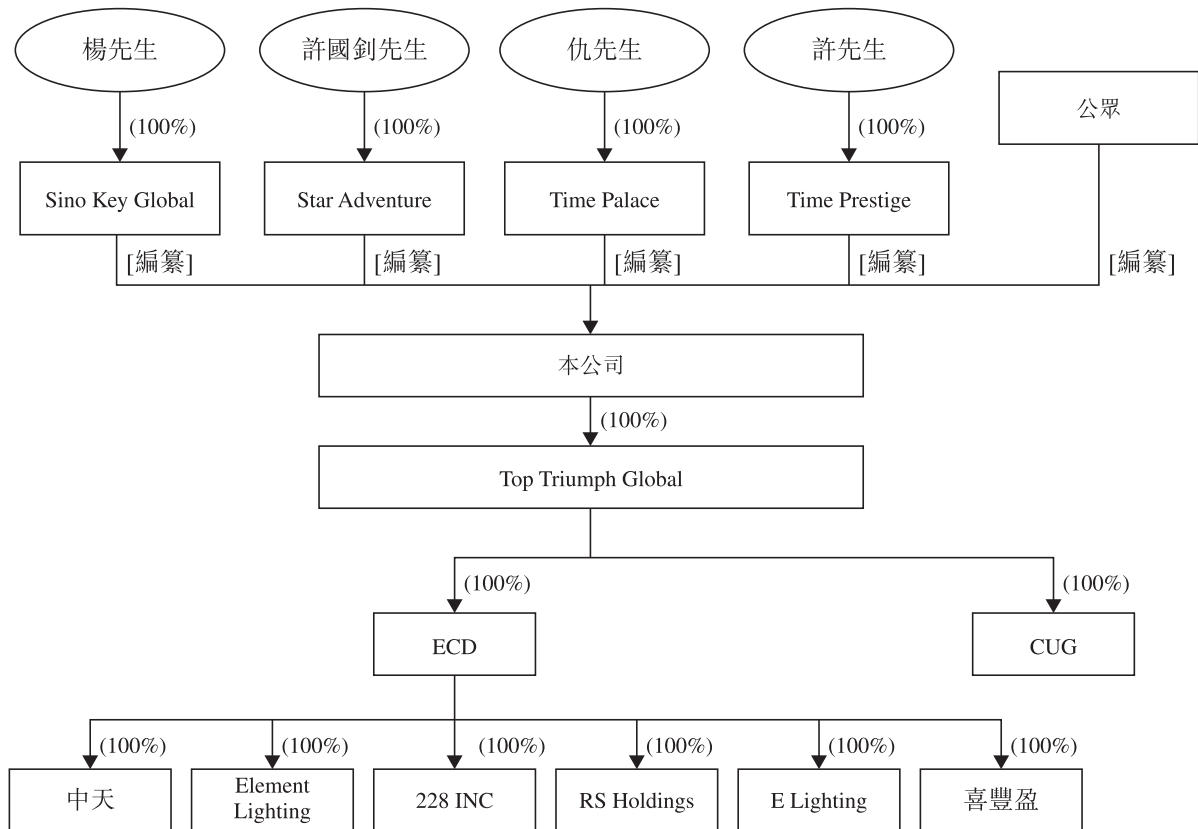 楊先生
許國釗先生
仇先生
許先生
公眾
(100%)
(100%)
(100%)
(100%)
Sino Key Global
Star Adventure
Time Palace
Time Prestige
[編纂]
[編纂]
[編纂]
[編纂]
[編纂]
本公司
(100%)
Top Triumph Global
(100%)
(100%)
ECD
CUG
(100%)
(100%)
(100%)
(100%)
(100%)
(100%)
中天
Element
Lighting
228 INC
RS Holdings
E Lighting
喜豐盈